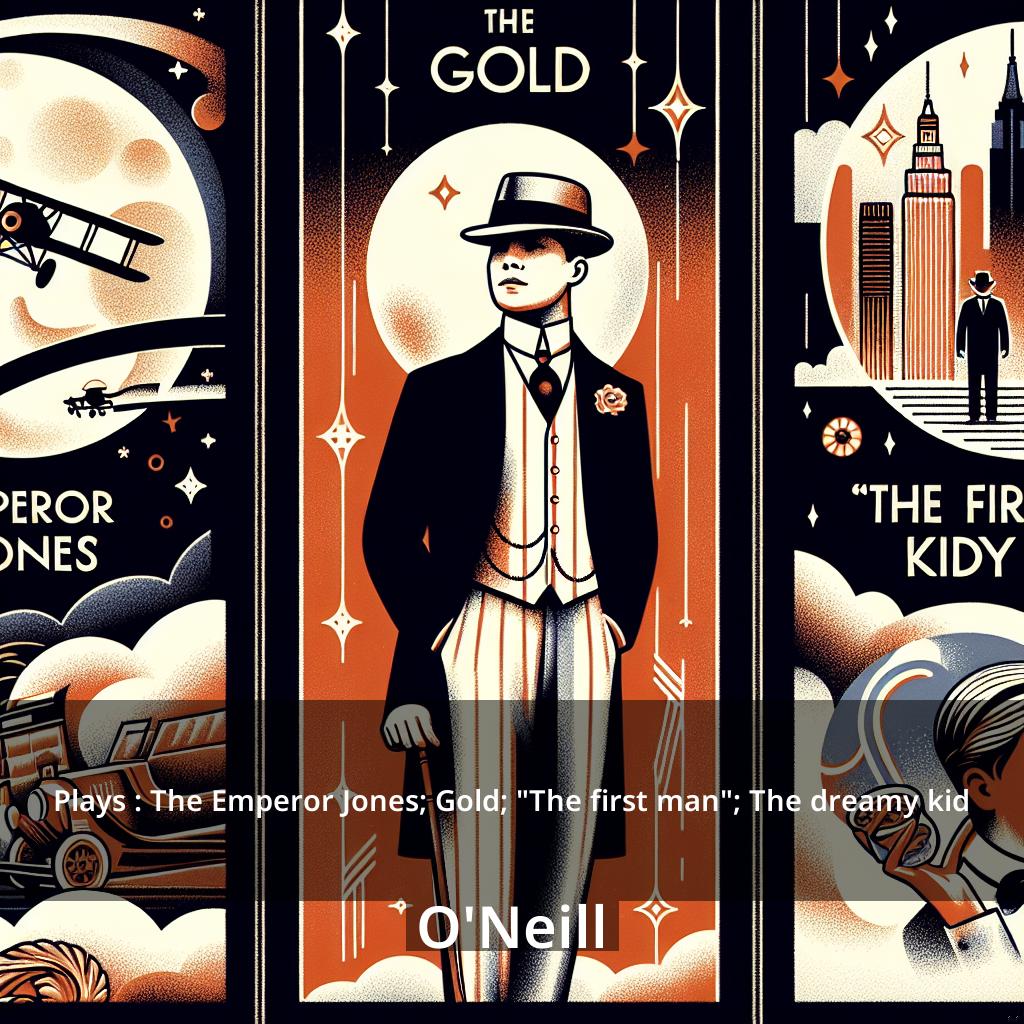 THE
GOLD
PEROR
ONES
"THE FIR
KIDY
Plays : The Emperor Jones; Gold; "The first man"; The dreamy kid
O'Neill